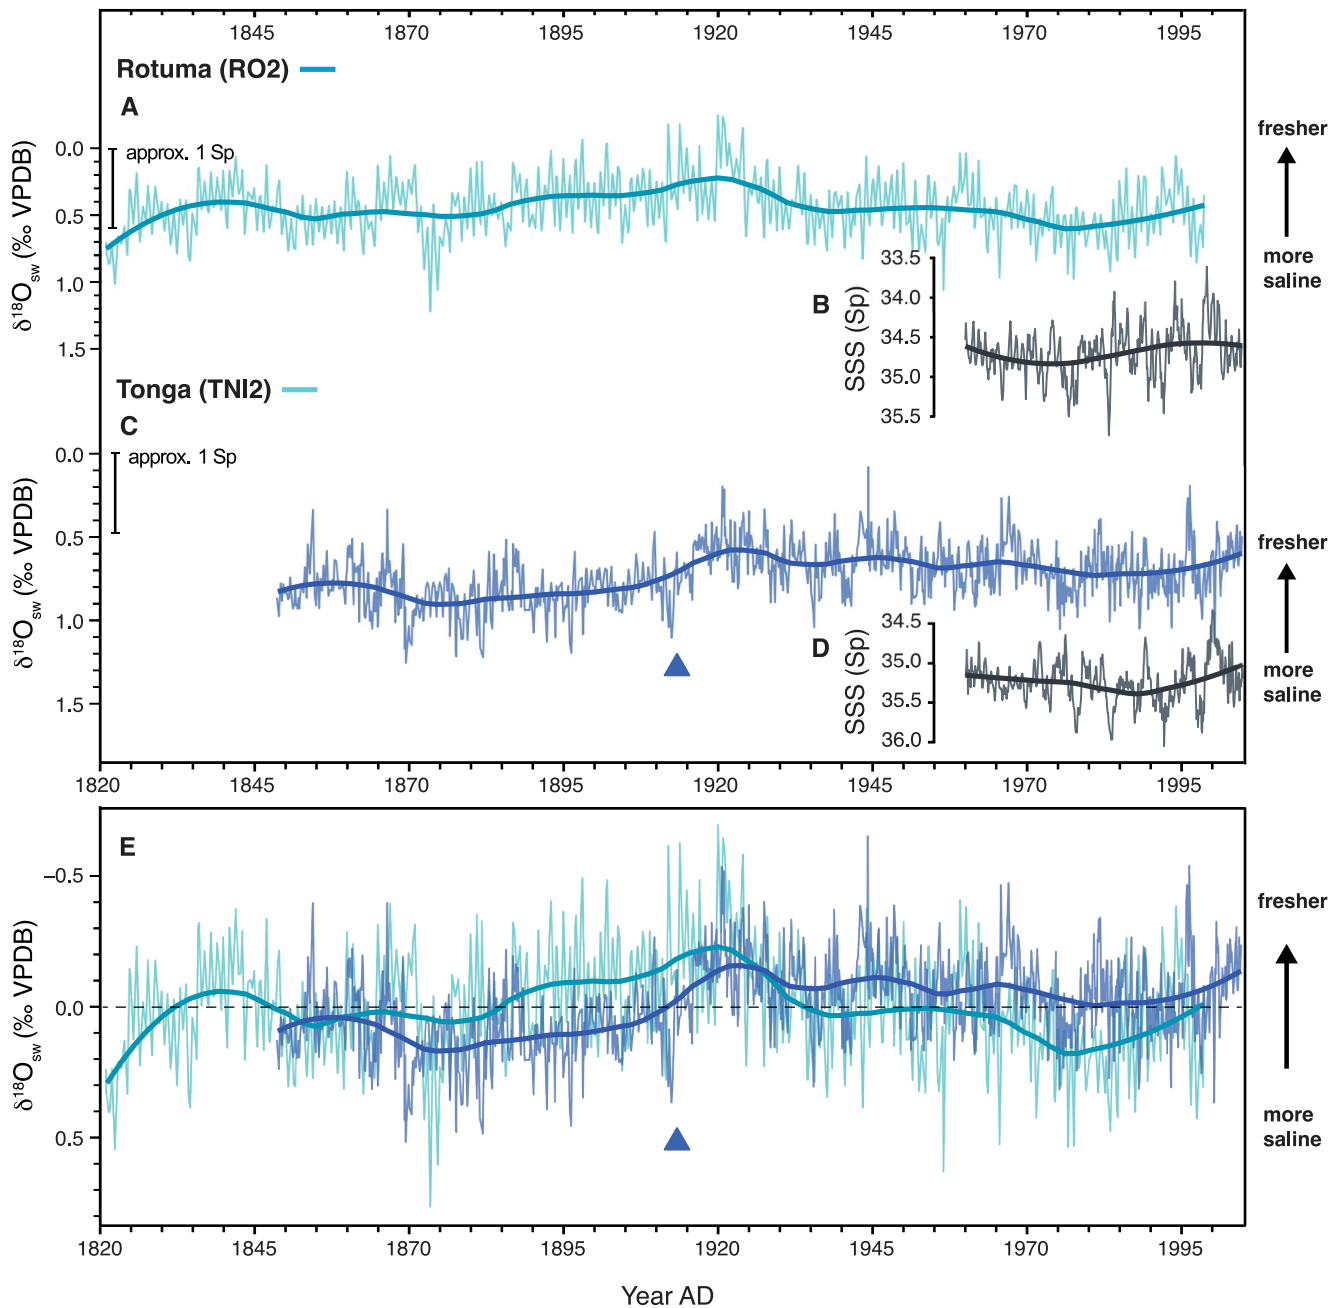 1845 1870 1895 1920 1945 1970 1995
Rotuma (RO2)
A
fresher
0.0
approx. 1 Sp
δ¹⁸Osw (‰ VPDB)
0.5
more
saline
33.5
1.0
B
34.0
SSS (Sp)
34.5
1.5
35.0
Tonga (TNI2)
35.5
C
0.0
approx. 1 Sp
δ¹⁸Osw (‰ VPDB)
0.5
fresher
1.0
34.5
D
35.0
SSS (Sp)
more
saline
35.5
1.5
36.0
1820 1845 1870 1895 1920 1945 1970 1995
E
−0.5
fresher
δ¹⁸Osw (‰ VPDB)
0.0
0.5
more
saline
1820 1845 1870 1895 1920 1945 1970 1995
Year AD